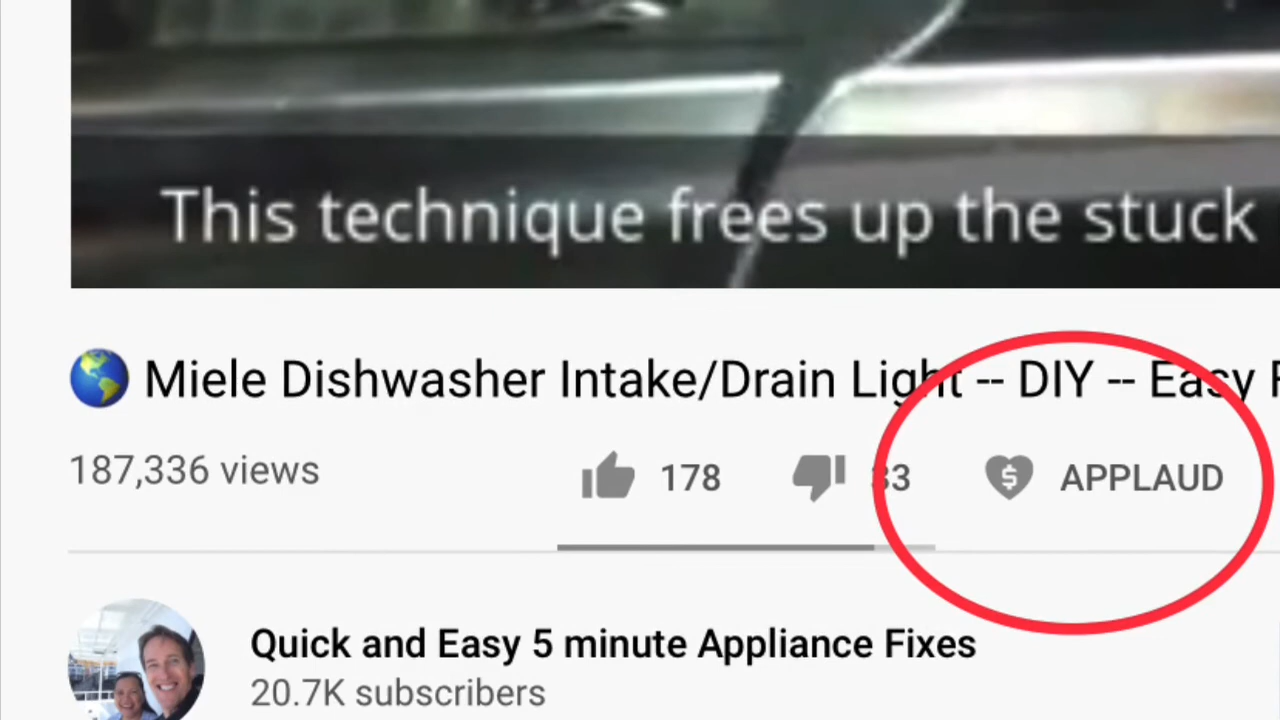 This technique frees up the stuck
Miele Dishwasher Intake/Drain Light -- DIY -- Easy
187,336 views 178 33 $ APPLAUD
Quick and Easy 5 minute Appliance Fixes
20.7K subscribers